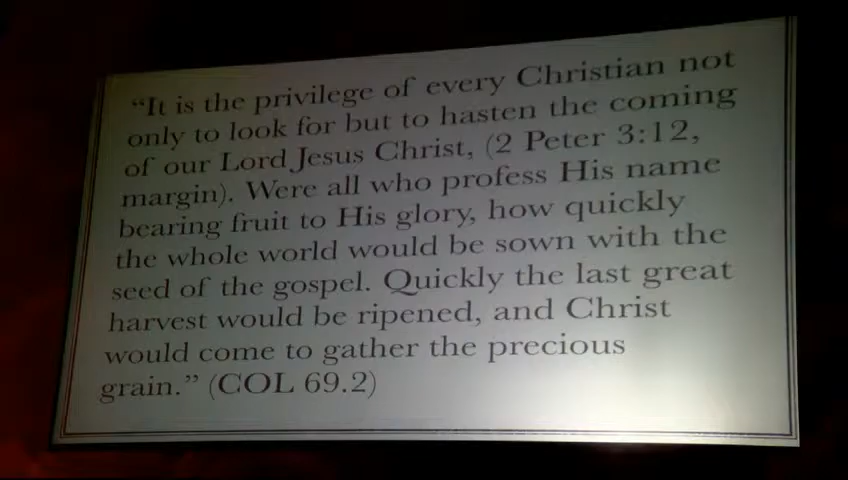 “It is the privilege of every Christian not
only to look for but to hasten the coming
of our Lord Jesus Christ, (2 Peter 3:12,
margin). Were all who profess His name
bearing fruit to His glory, how quickly
the whole world would be sown with the
seed of the gospel. Quickly the last great
harvest would be ripened, and Christ
would come to gather the precious
grain.” (COL 69.2)